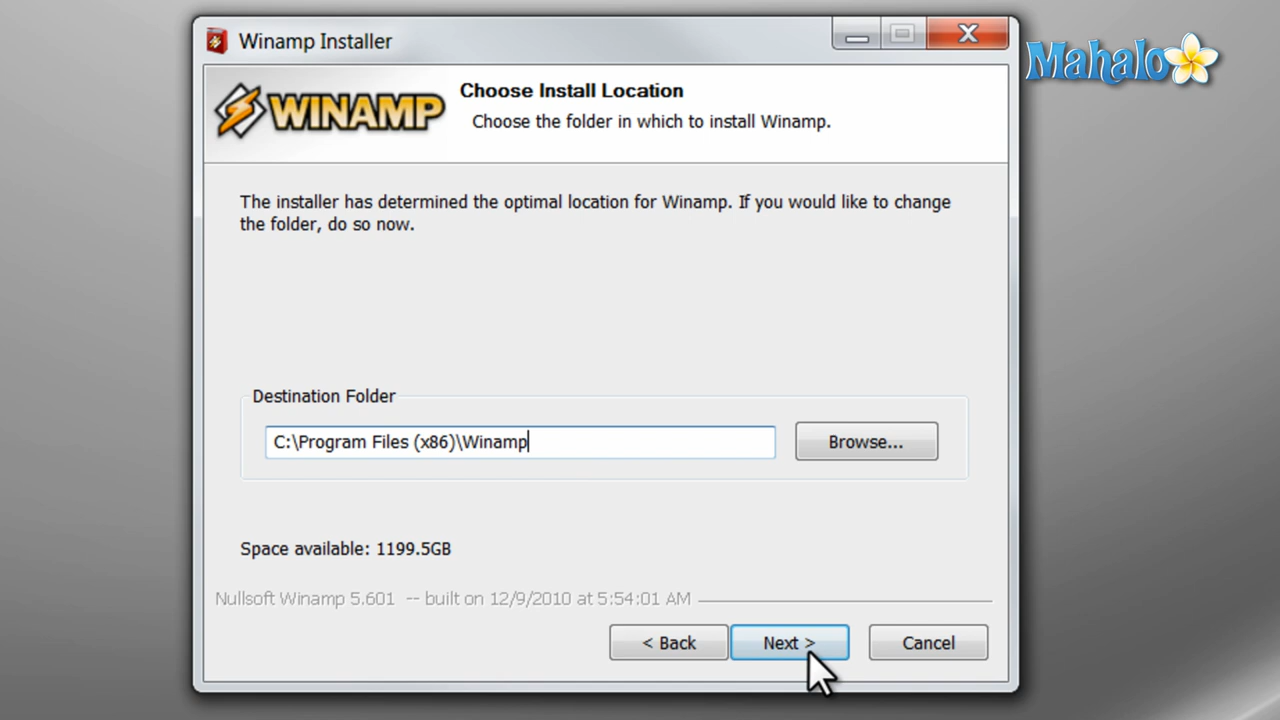 Winamp Installer
Mahalo
WINAMP
Choose Install Location
Choose the folder in which to install Winamp.
The installer has determined the optimal location for Winamp. If you would like to change
the folder, do so now.
Destination Folder
C:\Program Files (x86)\Winamp
Browse...
Space available: 1199.5GB
Nullsoft Winamp 5.601 -- built on 12/9/2010 at 5:54:01 AM
< Back
Next >
Cancel